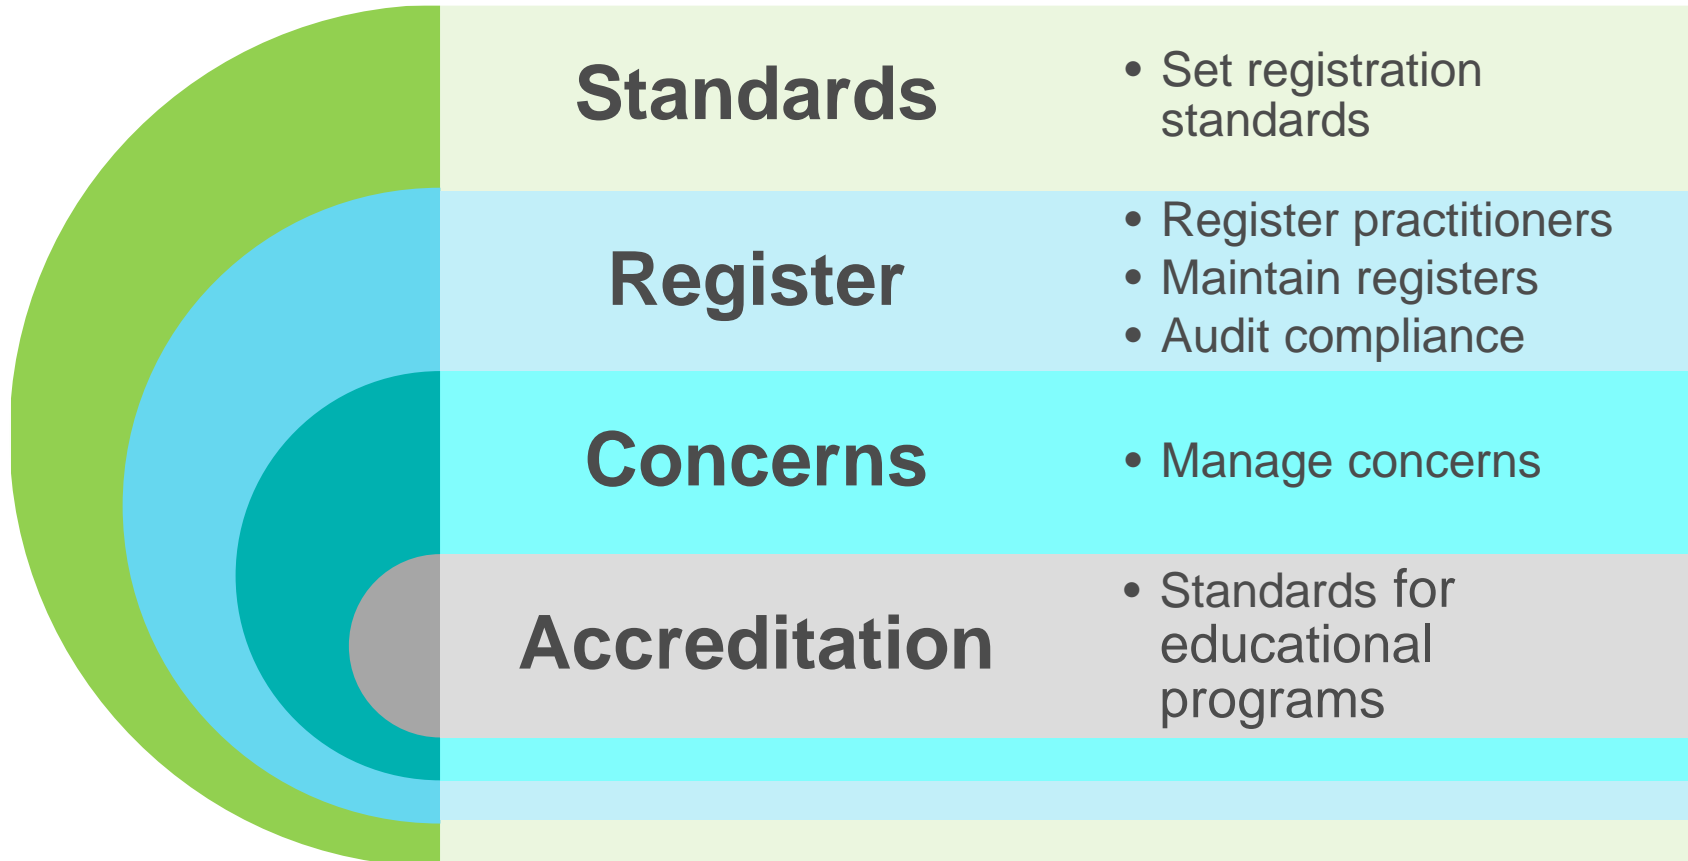 Standards
• Set registration
standards
Register
• Register practitioners
• Maintain registers
• Audit compliance
Concerns
• Manage concerns
Accreditation
• Standards for
educational
programs